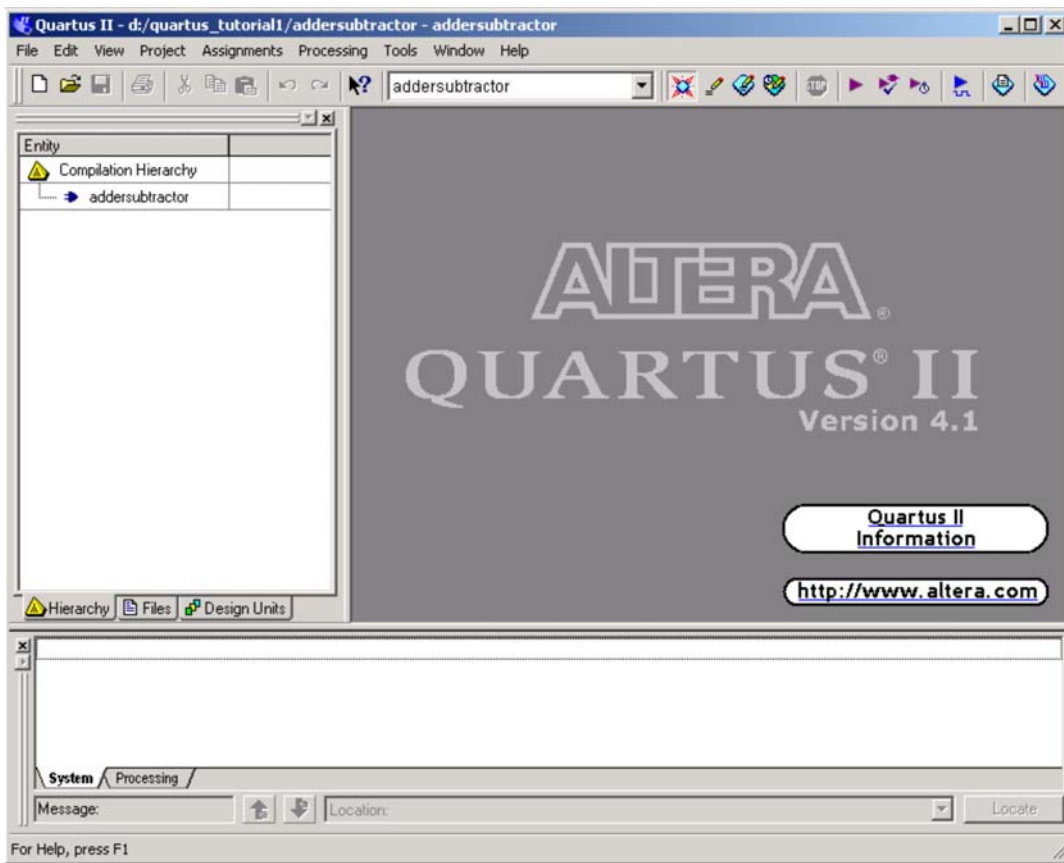 Quartus II - d:/quartus_tutorial1/addersubtractor - addersubtractor
File Edit View Project Assignments Processing Tools Window Help
addersubtractor
STOP
Entity
Compilation Hierarchy
addersubtractor
ALTERA®
QUARTUS® II
Version 4.1
Quartus II
Information
http://www.altera.com
Hierarchy Files Design Units
System Processing
Message: Location: Locate
For Help, press F1